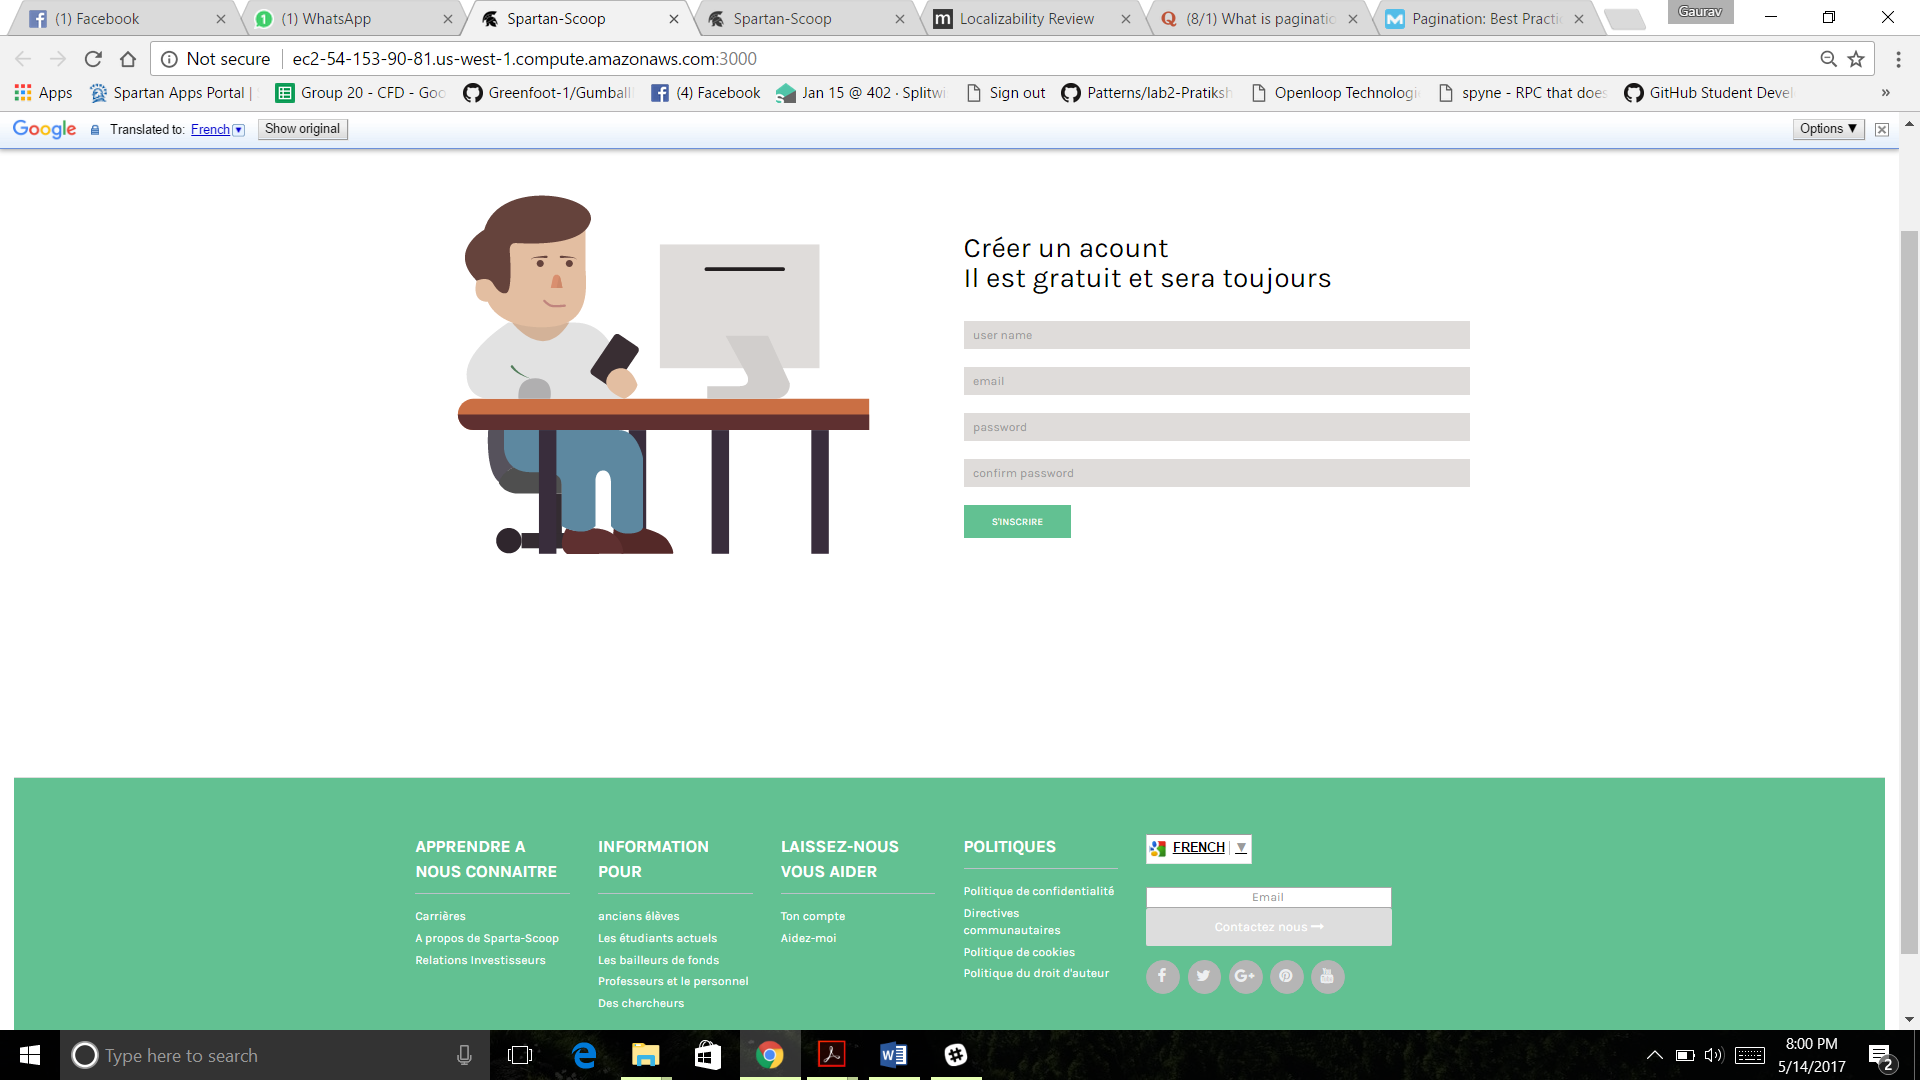 (1) Facebook
(1) WhatsApp
Spartan-Scoop
Spartan-Scoop
Localizability Review
(8/1) What is paginatic
Pagination: Best Practi
Gaurav
Not secure
ec2-54-153-90-81.us-west-1.compute.amazonaws.com:3000
Apps
Spartan Apps Portal |
Group 20 - CFD - Goo
Greenfoot-1/Gumball
(4) Facebook
Jan 15 @ 402 · Splitwi
Sign out
Patterns/lab2-Pratiksh
Openloop Technologi
spyne - RPC that does
GitHub Student Devel
»
Google
Translated to: French
Show original
Options ▼
Créer un acount
Il est gratuit et sera toujours
user name
email
password
confirm password
S'INSCRIRE
APPRENDRE A
NOUS CONNAITRE
Carrières
A propos de Sparta-Scoop
Relations Investisseurs
INFORMATION
POUR
anciens élèves
Les étudiants actuels
Les bailleurs de fonds
Professeurs et le personnel
Des chercheurs
LAISSEZ-NOUS
VOUS AIDER
Ton compte
Aidez-moi
POLITIQUES
Politique de confidentialité
Directives
communautaires
Politique de cookies
Politique du droit d'auteur
FRENCH ▼
Email
Contactez nous
Type here to search
8:00 PM
5/14/2017
2